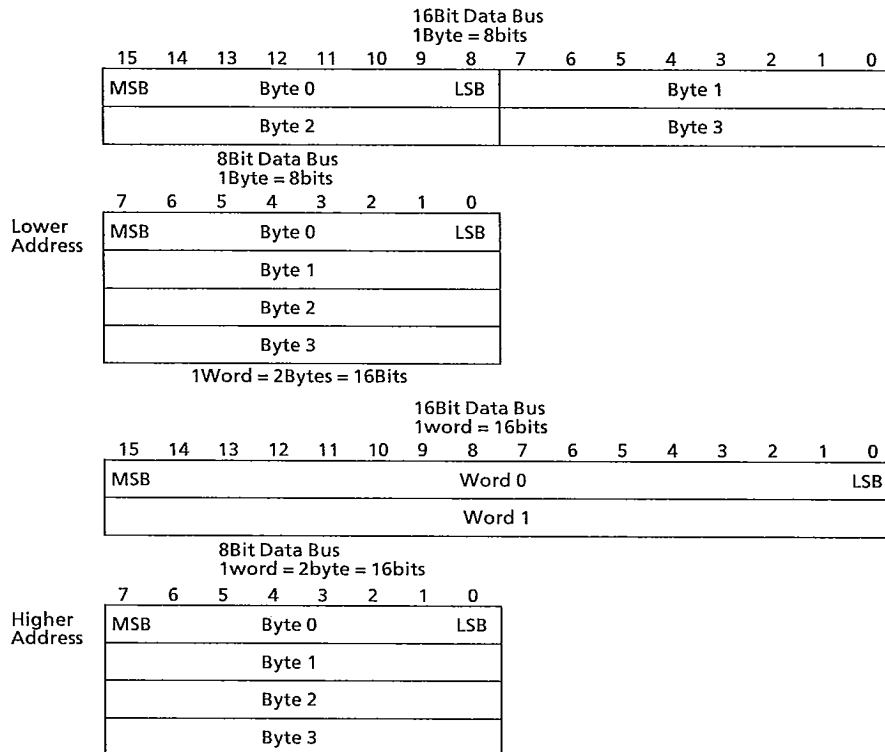 16Bit Data Bus
1Byte = 8bits
15 14 13 12 11 10 9 8 7 6 5 4 3 2 1 0
MSB Byte 0 LSB Byte 1
Byte 2 Byte 3
8Bit Data Bus
1Byte = 8bits
7 6 5 4 3 2 1 0
Lower Address MSB Byte 0 LSB
Byte 1
Byte 2
Byte 3
1Word = 2Bytes = 16Bits
16Bit Data Bus
1word = 16bits
15 14 13 12 11 10 9 8 7 6 5 4 3 2 1 0
MSB Word 0 LSB
Word 1
8Bit Data Bus
1word = 2byte = 16bits
7 6 5 4 3 2 1 0
Higher Address MSB Byte 0 LSB
Byte 1
Byte 2
Byte 3